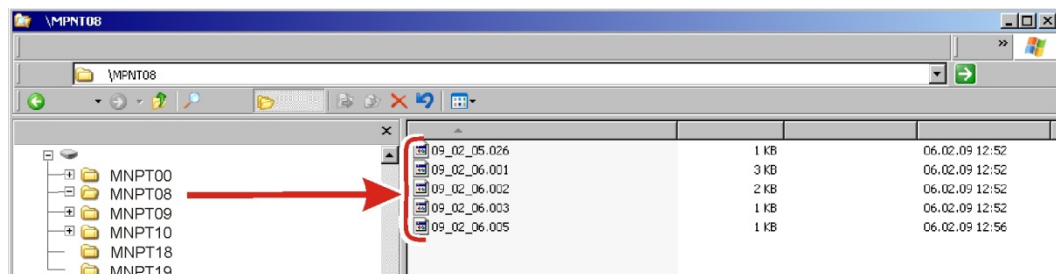 \MPNT08
»
\MPNT08
MNPT00
MNPT08
MNPT09
MNPT10
MNPT18
MNPT19
09_02_05.026 1 KB 06.02.09 12:52
09_02_06.001 3 KB 06.02.09 12:52
09_02_06.002 2 KB 06.02.09 12:52
09_02_06.003 1 KB 06.02.09 12:52
09_02_06.005 1 KB 06.02.09 12:56